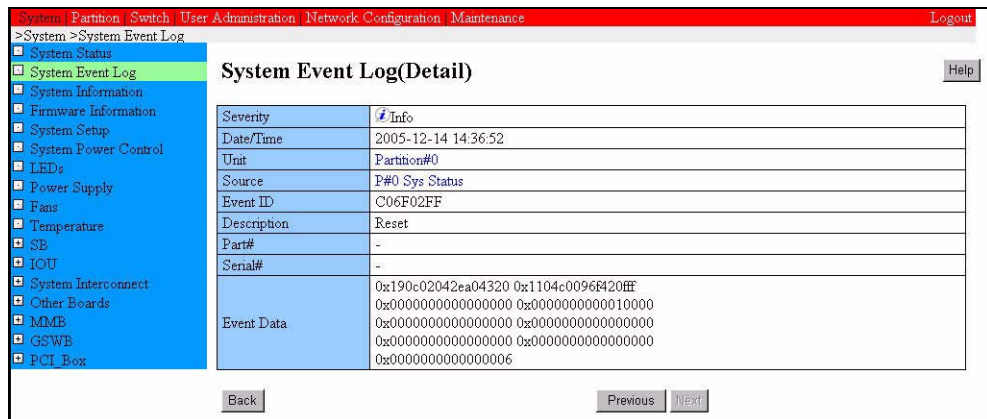 System | Partition | Switch | User Administration | Network Configuration | Maintenance Logout
>System >System Event Log
System Status
System Event Log
System Information
Firmware Information
System Setup
System Power Control
LEDs
Power Supply
Fans
Temperature
SB
IOU
System Interconnect
Other Boards
MMB
GSWB
PCI_Box
System Event Log(Detail)
Help
Severity Info
Date/Time 2005-12-14 14:36:52
Unit Partition#0
Source P#0 Sys Status
Event ID C06F02FF
Description Reset
Part# -
Serial# -
Event Data
0x190c02042ea04320 0x1104c0096f420fff
0x0000000000000000 0x0000000000010000
0x0000000000000000 0x0000000000000000
0x0000000000000000 0x0000000000000000
0x0000000000000006
Back Previous Next